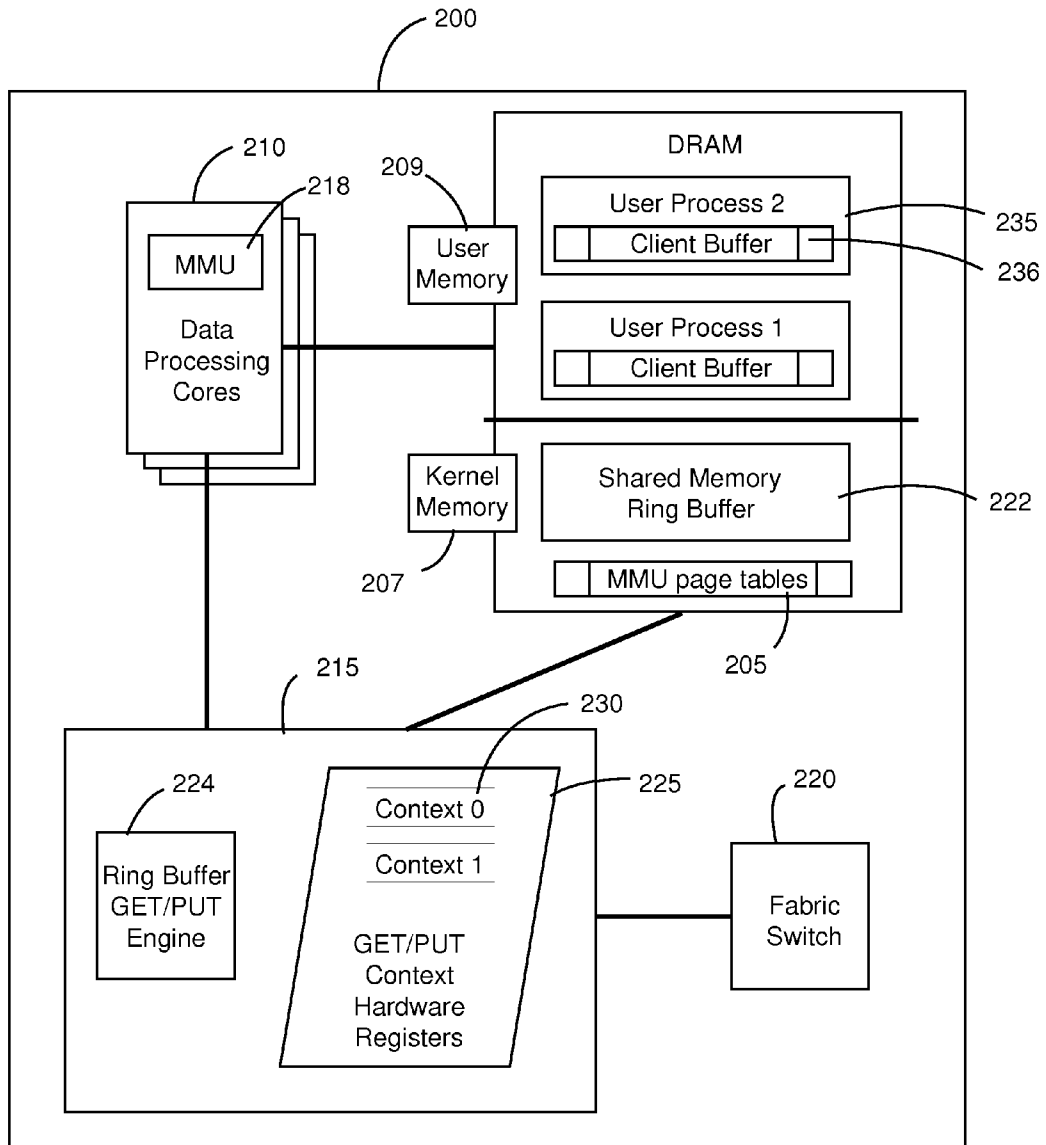 200
210
218
MMU
Data
Processing
Cores
209
User
Memory
DRAM
User Process 2
Client Buffer
235
236
User Process 1
Client Buffer
Kernel
Memory
207
Shared Memory
Ring Buffer
222
MMU page tables
205
215
230
224
225
220
Context 0
Context 1
Ring Buffer
GET/PUT
Engine
GET/PUT
Context
Hardware
Registers
Fabric
Switch